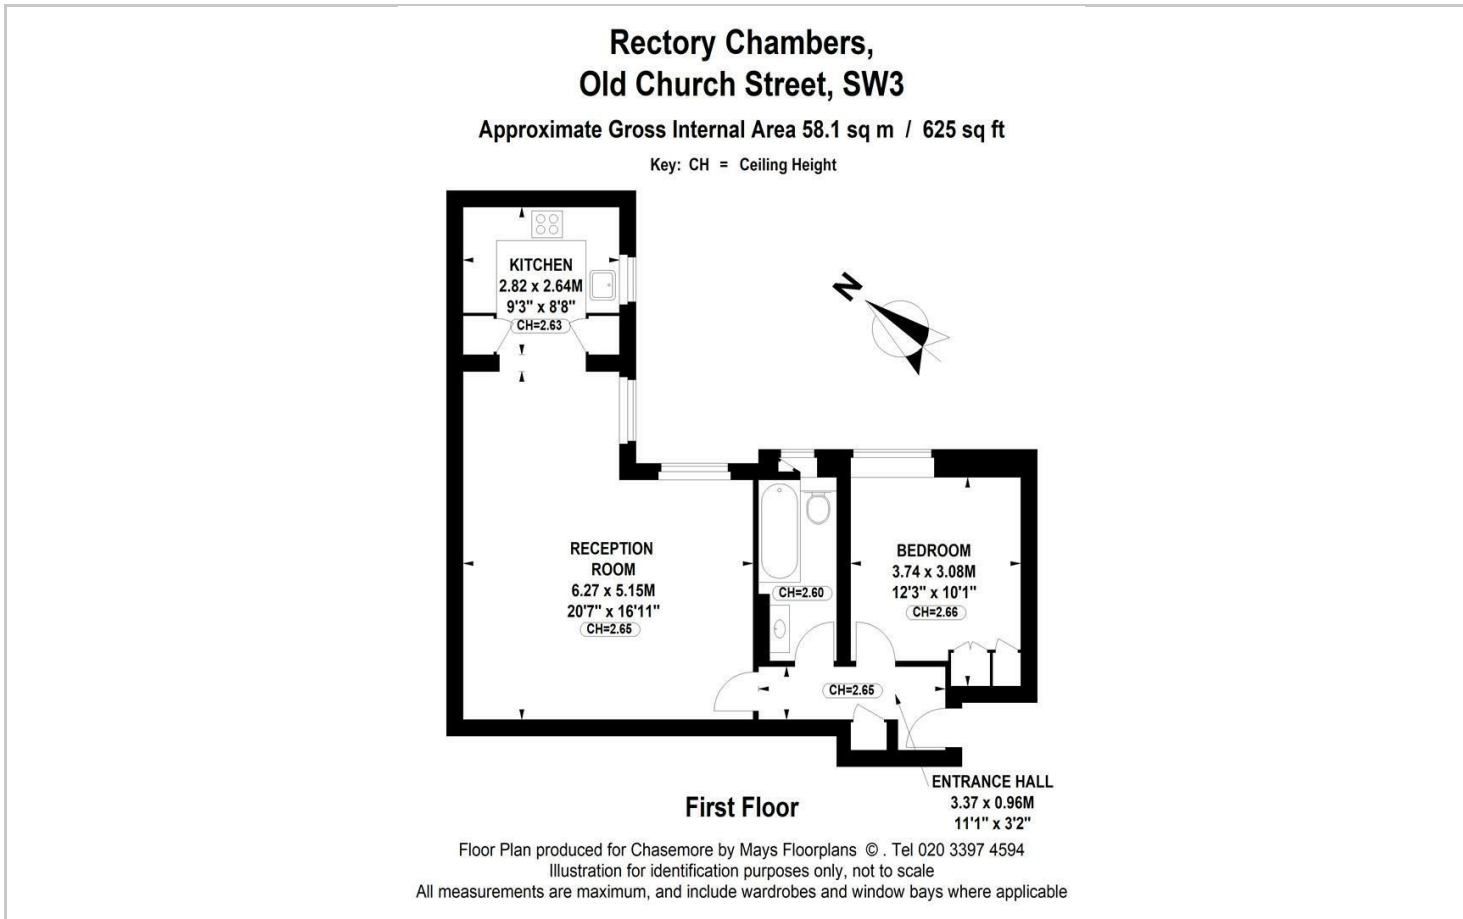 Rectory Chambers,
Old Church Street, SW3
Approximate Gross Internal Area 58.1 sq m / 625 sq ft
Key: CH = Ceiling Height
KITCHEN
2.82 x 2.64M
9'3" x 8'8"
CH=2.63
N
RECEPTION
ROOM
6.27 x 5.15M
20'7" x 16'11"
CH=2.65
CH=2.60
BEDROOM
3.74 x 3.08M
12'3" x 10'1"
CH=2.66
CH=2.65
ENTRANCE HALL
3.37 x 0.96M
11'1" x 3'2"
First Floor
Floor Plan produced for Chasemore by Mays Floorplans © . Tel 020 3397 4594
Illustration for identification purposes only, not to scale
All measurements are maximum, and include wardrobes and window bays where applicable